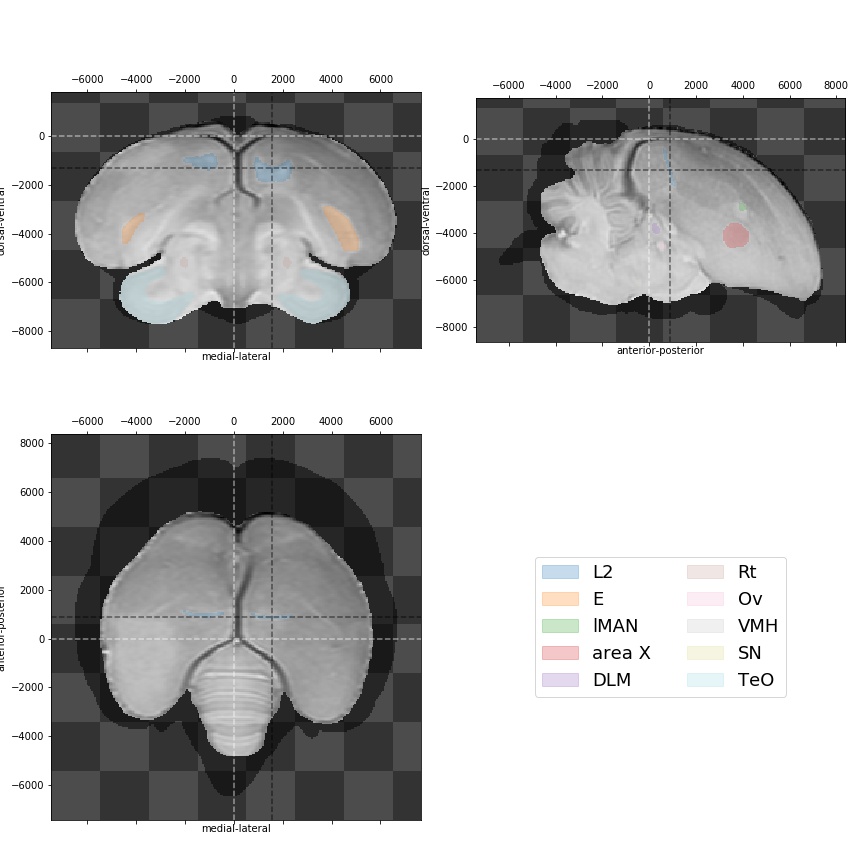 −6000 −4000 −2000 0 2000 4000 6000
0
−2000
−4000
−6000
−8000
dorsal-ventral
medial-lateral
−6000 −4000 −2000 0 2000 4000 6000 8000
0
−2000
−4000
−6000
−8000
dorsal-ventral
anterior-posterior
−6000 −4000 −2000 0 2000 4000 6000
8000
6000
4000
2000
0
−2000
−4000
−6000
anterior-posterior
medial-lateral
L2
E
lMAN
area X
DLM
Rt
Ov
VMH
SN
TeO